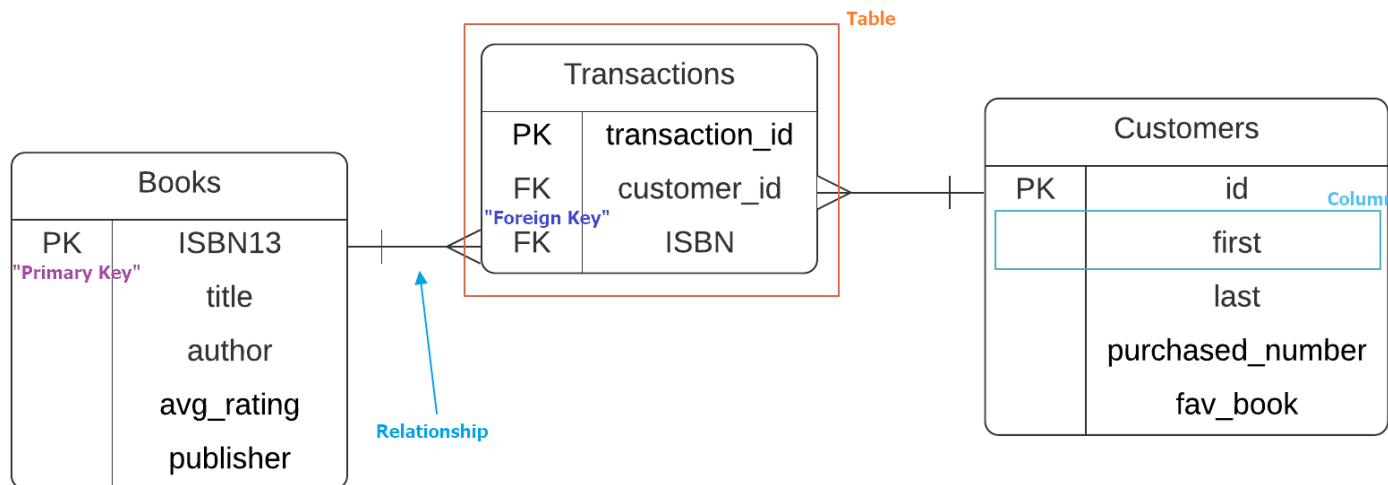 Table
Transactions
PK transaction_id
FK customer_id
"Foreign Key"
FK ISBN
Books
PK ISBN13
"Primary Key"
title
author
avg_rating
publisher
Relationship
Customers
PK id
Column
first
last
purchased_number
fav_book